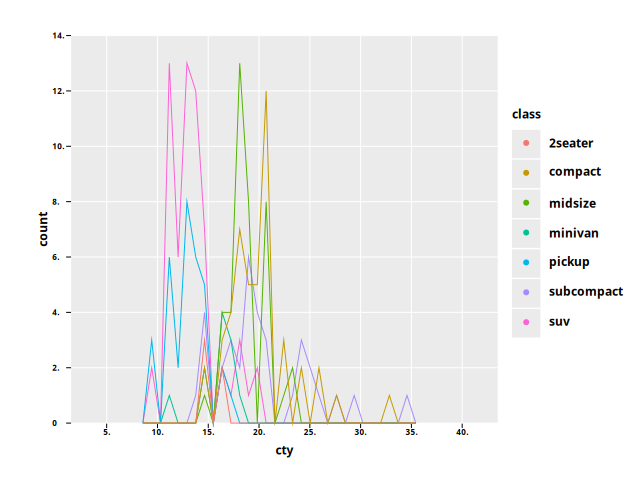 14.
12.
10.
8.
6.
4.
2.
0
5.
10.
15.
20.
25.
30.
35.
40.
count
cty
class
2seater
compact
midsize
minivan
pickup
subcompact
suv